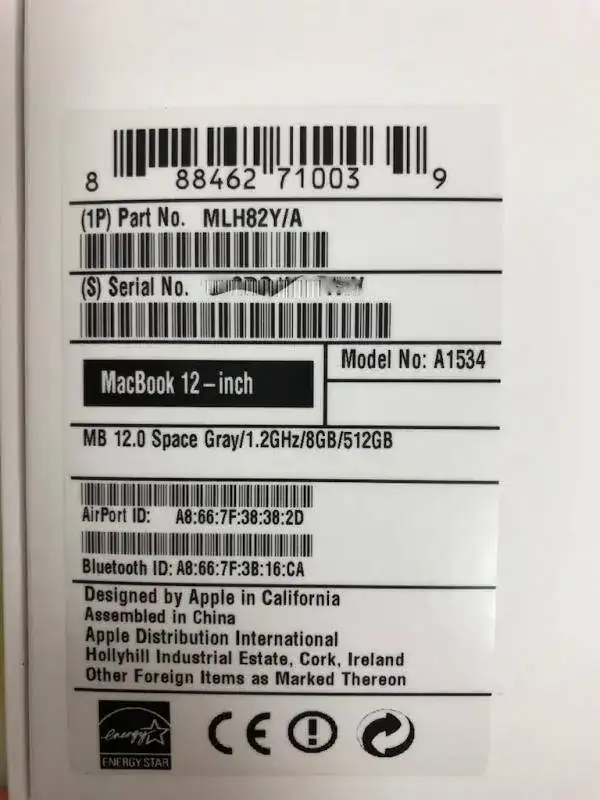 8 88462 71003 9
(1P) Part No. MLH82Y/A
(S) Serial No.
MacBook 12-inch
Model No: A1534
MB 12.0 Space Gray/1.2GHz/8GB/512GB
AirPort ID: A8:66:7F:38:38:2D
Bluetooth ID: A8:66:7F:3B:16:CA
Designed by Apple in California
Assembled in China
Apple Distribution International
Hollyhill Industrial Estate, Cork, Ireland
Other Foreign Items as Marked Thereon
energy
ENERGY STAR
CE